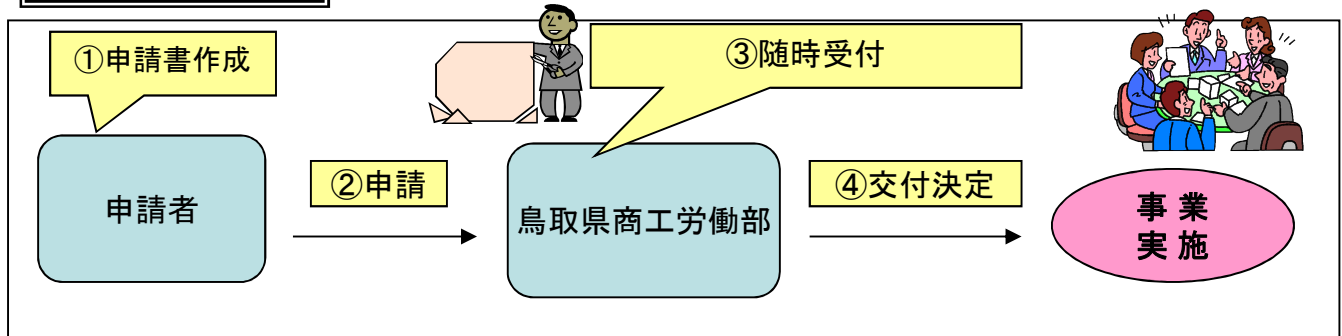 ①申請書作成
③随時受付
申請者
②申請
鳥取県商工労働部
④交付決定
事業
実施